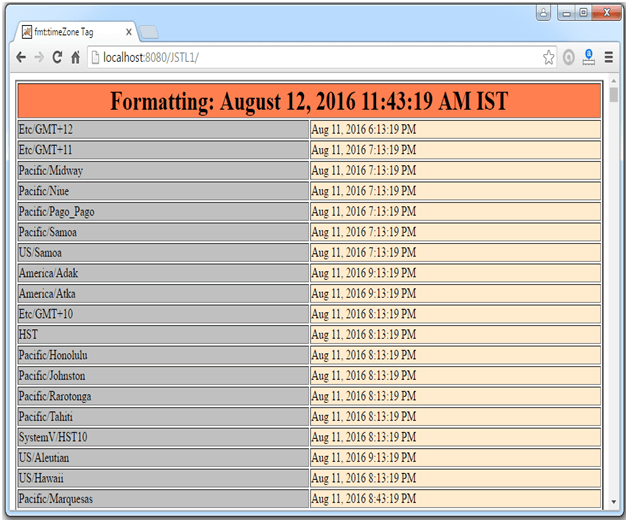 fmt:timeZone Tag
localhost:8080/JSTL1/
Formatting: August 12, 2016 11:43:19 AM IST
Etc/GMT+12 Aug 11, 2016 6:13:19 PM
Etc/GMT+11 Aug 11, 2016 7:13:19 PM
Pacific/Midway Aug 11, 2016 7:13:19 PM
Pacific/Niue Aug 11, 2016 7:13:19 PM
Pacific/Pago_Pago Aug 11, 2016 7:13:19 PM
Pacific/Samoa Aug 11, 2016 7:13:19 PM
US/Samoa Aug 11, 2016 7:13:19 PM
America/Adak Aug 11, 2016 9:13:19 PM
America/Atka Aug 11, 2016 9:13:19 PM
Etc/GMT+10 Aug 11, 2016 8:13:19 PM
HST Aug 11, 2016 8:13:19 PM
Pacific/Honolulu Aug 11, 2016 8:13:19 PM
Pacific/Johnston Aug 11, 2016 8:13:19 PM
Pacific/Rarotonga Aug 11, 2016 8:13:19 PM
Pacific/Tahiti Aug 11, 2016 8:13:19 PM
SystemV/HST10 Aug 11, 2016 8:13:19 PM
US/Aleutian Aug 11, 2016 9:13:19 PM
US/Hawaii Aug 11, 2016 8:13:19 PM
Pacific/Marquesas Aug 11, 2016 8:43:19 PM